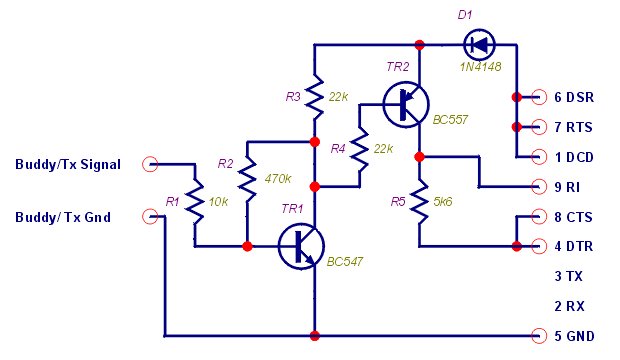 D1
1N4148
TR2
R3 22k
6 DSR
BC557
7 RTS
R4 22k
1 DCD
Buddy/Tx Signal
R2
470k
9 RI
R1 10k
R5 5k6
TR1
8 CTS
Buddy/ Tx Gnd
4 DTR
BC547
3 TX
2 RX
5 GND